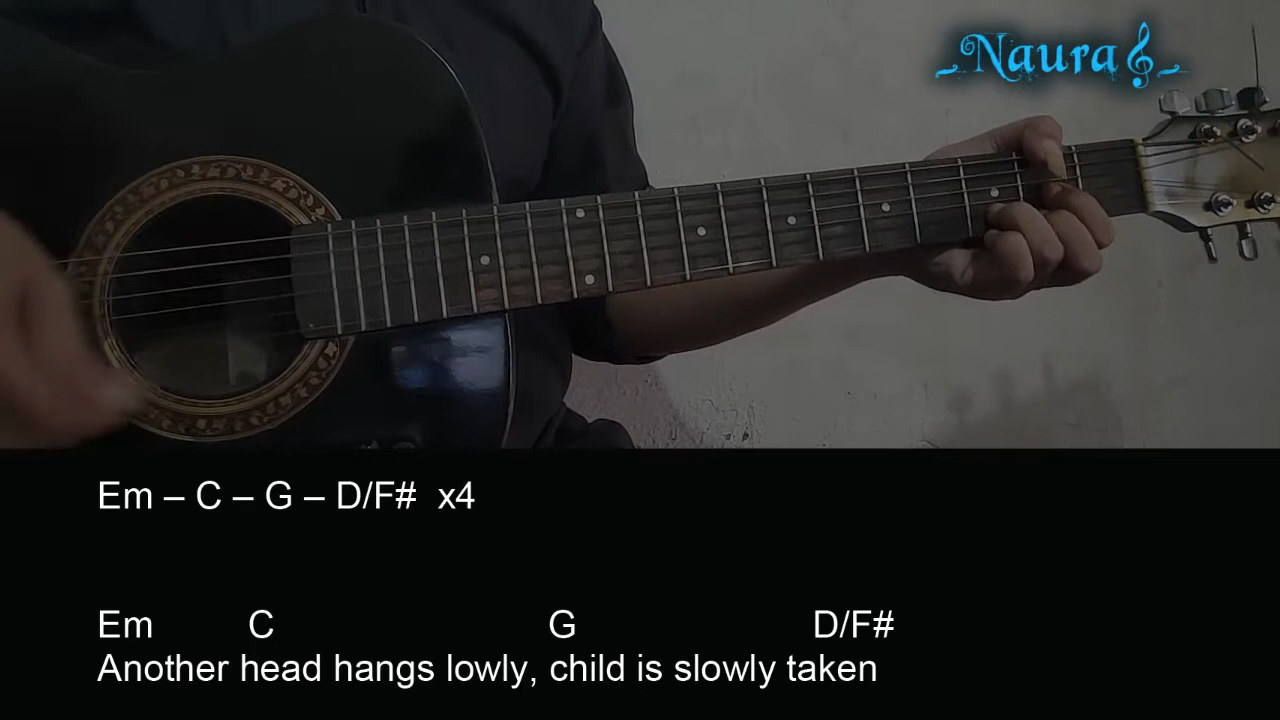 Naura
Em – C – G – D/F# x4
Em C G D/F#
Another head hangs lowly, child is slowly taken